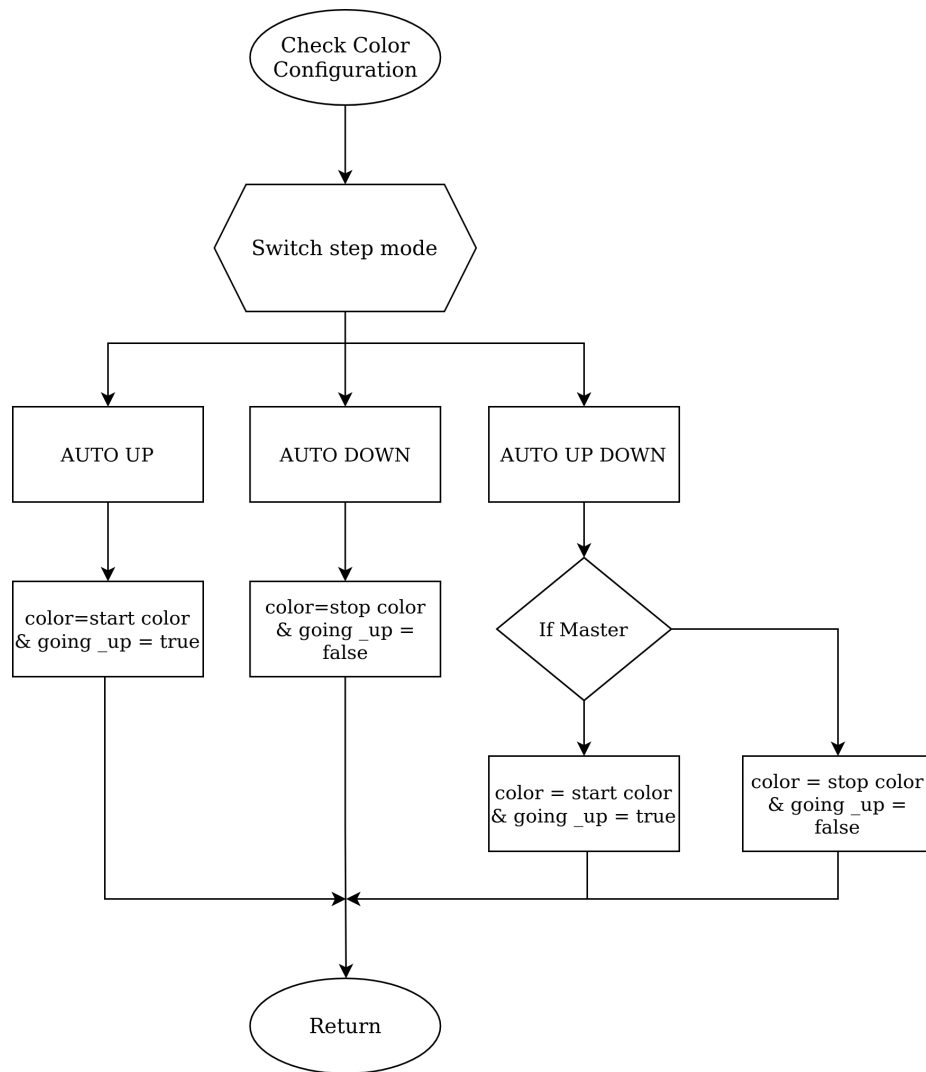 Check Color
Configuration
Switch step mode
AUTO UP
AUTO DOWN
AUTO UP DOWN
color=start color
& going _up = true
color=stop color
& going _up =
false
If Master
color = start color
& going _up = true
color = stop color
& going _up =
false
Return